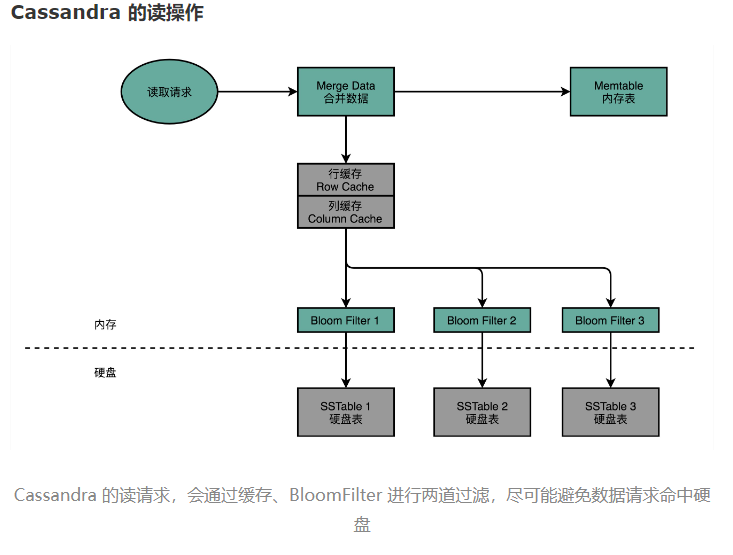 Cassandra 的读操作
读取请求
Merge Data
合并数据
Memtable
内存表
行缓存
Row Cache
列缓存
Column Cache
Bloom Filter 1
Bloom Filter 2
Bloom Filter 3
内存
硬盘
SSTable 1
硬盘表
SSTable 2
硬盘表
SSTable 3
硬盘表
Cassandra 的读请求，会通过缓存、BloomFilter 进行两道过滤，尽可能避免数据请求命中硬
盘